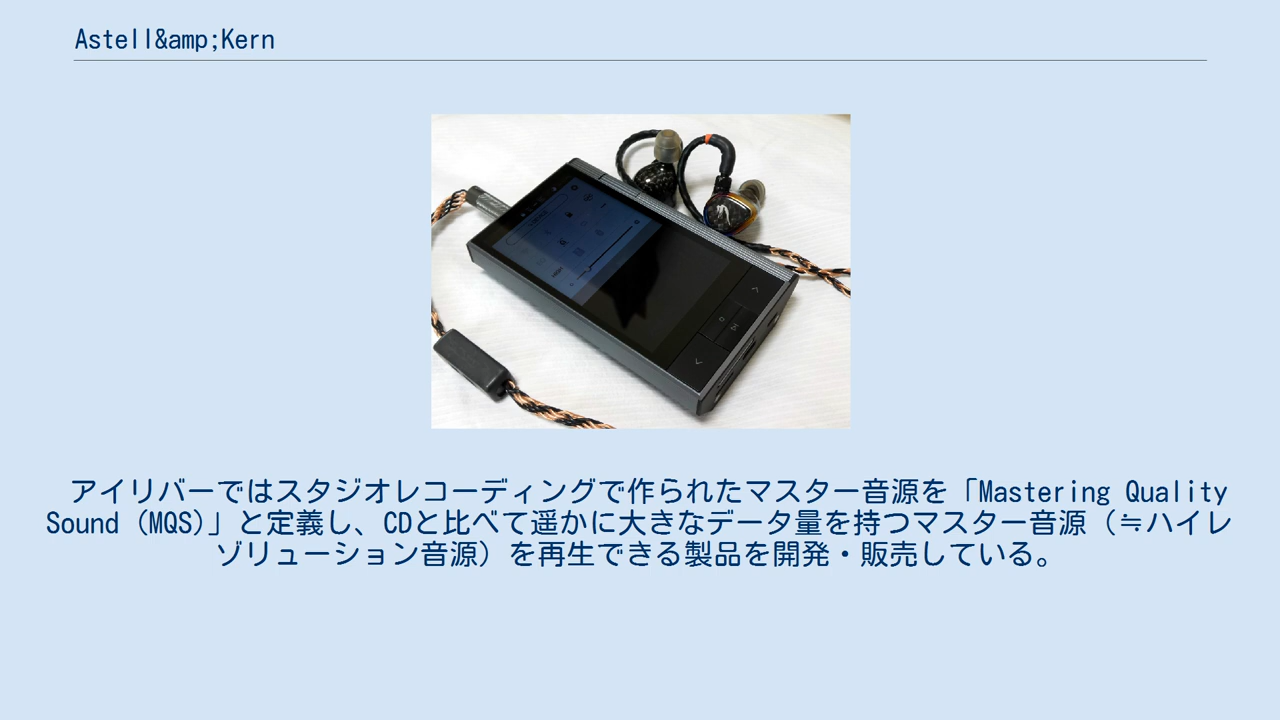 Astell&amp;Kern
アイリバーではスタジオレコーディングで作られたマスター音源を「Mastering Quality
Sound（MQS）」と定義し、CDと比べて遥かに大きなデータ量を持つマスター音源（≒ハイレ
ゾリューション音源）を再生できる製品を開発・販売している。